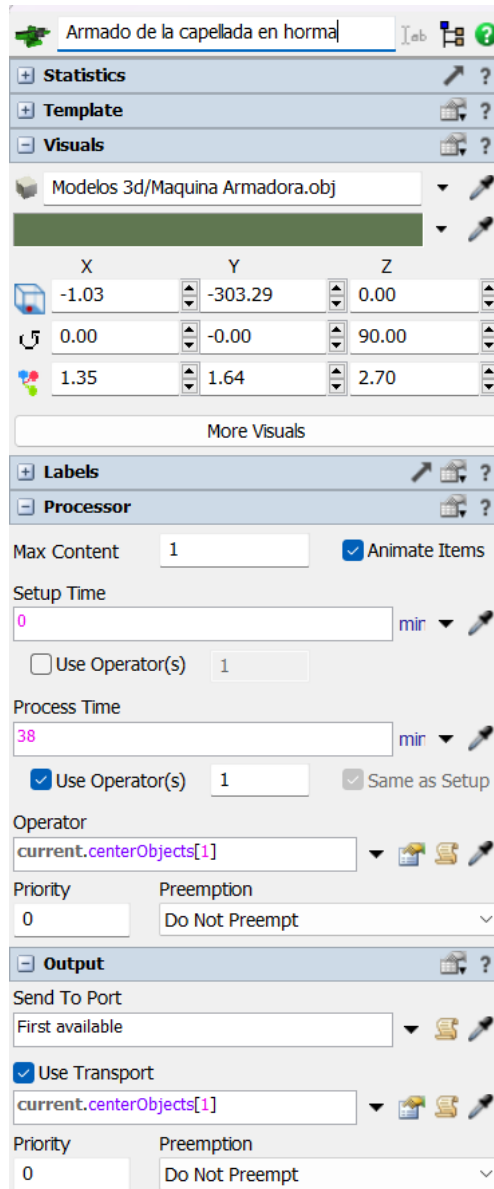 Armado de la capellada en horma
Statistics ?
Template ?
Visuals ?
Modelos 3d/Maquina Armadora.obj
X Y Z
-1.03 -303.29 0.00
0.00 -0.00 90.00
1.35 1.64 2.70
More Visuals
Labels ?
Processor ?
Max Content 1 Animate Items
Setup Time
0 min
Use Operator(s) 1
Process Time
38 min
Use Operator(s) 1 Same as Setup
Operator
current.centerObjects[1]
Priority Preemption
0 Do Not Preempt
Output ?
Send To Port
First available
Use Transport
current.centerObjects[1]
Priority Preemption
0 Do Not Preempt